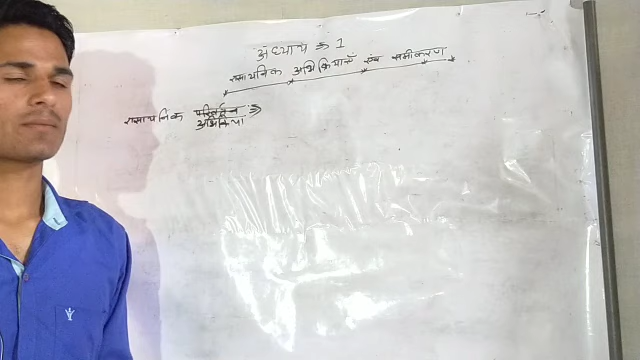 अध्याय ⇒ 1
रासायनिक अभिक्रियाएँ एवं समीकरण
रासायनिक परिवर्तन ⇒
अभिक्रिया